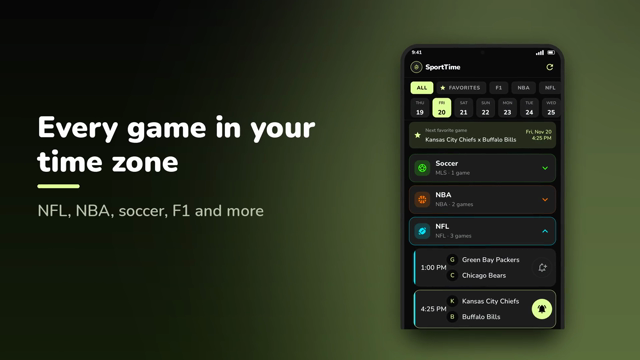 Every game in your
time zone
NFL, NBA, soccer, F1 and more
9:41
SportTime
ALL
FAVORITES
F1
NBA
NFL
THU FRI SAT SUN MON TUE WED
19 20 21 22 23 24 25
Next favorite game
Kansas City Chiefs x Buffalo Bills
Fri, Nov 20
4:25 PM
Soccer
MLS · 1 game
NBA
NBA · 2 games
NFL
NFL · 3 games
1:00 PM
G Green Bay Packers
C Chicago Bears
4:25 PM
K Kansas City Chiefs
B Buffalo Bills